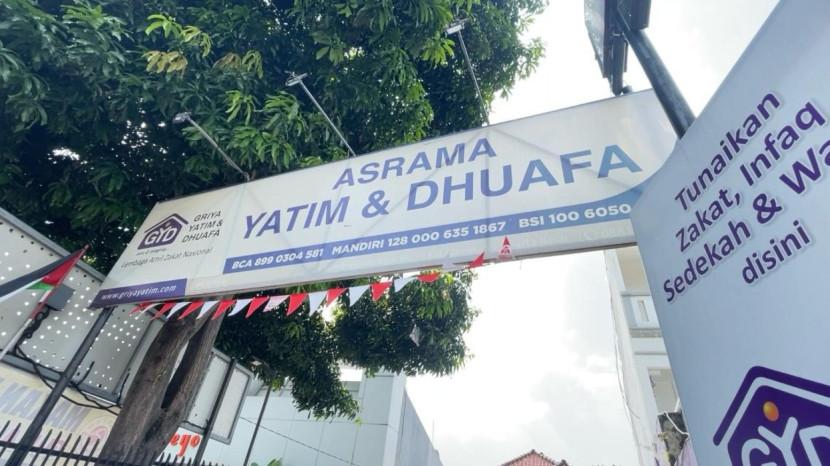 ASRAMA
YATIM & DHUAFA
GYD
GRIYA
YATIM &
DHUAFA
Lembaga Amil Zakat Nasional
BCA 899 0304 581 MANDIRI 128 000 635 1867 BSI 100 6050
www.griyayatim.com
Tunaikan
Zakat, Infaq
Sedekah & Wa
disini
GYD